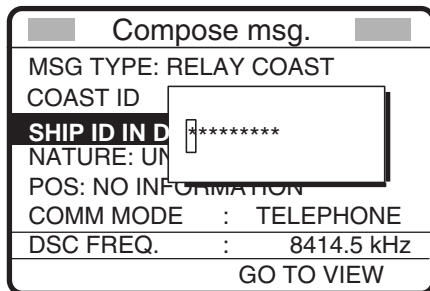 Compose msg.
MSG TYPE: RELAY COAST
COAST ID
SHIP ID IN D
*********
NATURE: UN
POS: NO INFORMATION
COMM MODE : TELEPHONE
DSC FREQ. : 8414.5 kHz
GO TO VIEW